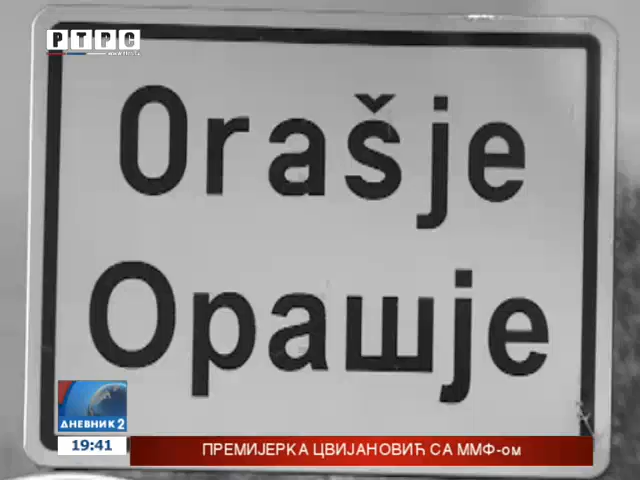 РТРС
Orašje
Орашје
ДНЕВНИК 2
19:41
ПРЕМИЈЕРКА ЦВИЈАНОВИЋ СА ММФ-ом